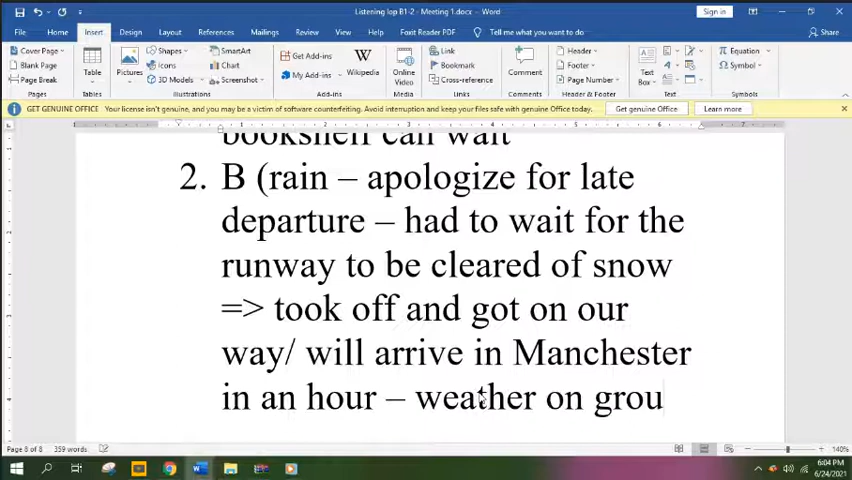 Listening lop B1-2 - Meeting 1.docx - Word
Sign in
File Home Insert Design Layout References Mailings Review View Help Foxit Reader PDF Tell me what you want to do Share
Cover Page
Blank Page
Page Break
Pages
Table
Tables
Pictures
Shapes
Icons
3D Models
SmartArt
Chart
Screenshot
Illustrations
Get Add-ins
My Add-ins
Wikipedia
Add-ins
Online
Video
Media
Link
Bookmark
Cross-reference
Links
Comment
Comments
Header
Footer
Page Number
Header & Footer
Text
Box
Text
Equation
Symbol
Symbols
GET GENUINE OFFICE Your license isn't genuine, and you may be a victim of software counterfeiting. Avoid interruption and keep your files safe with genuine Office today. Get genuine Office Learn more
bookshelf can wait
2. B (rain – apologize for late
departure – had to wait for the
runway to be cleared of snow
=> took off and got on our
way/ will arrive in Manchester
in an hour – weather on grou
Page 8 of 8 359 words
140%
6:04 PM
6/24/2021